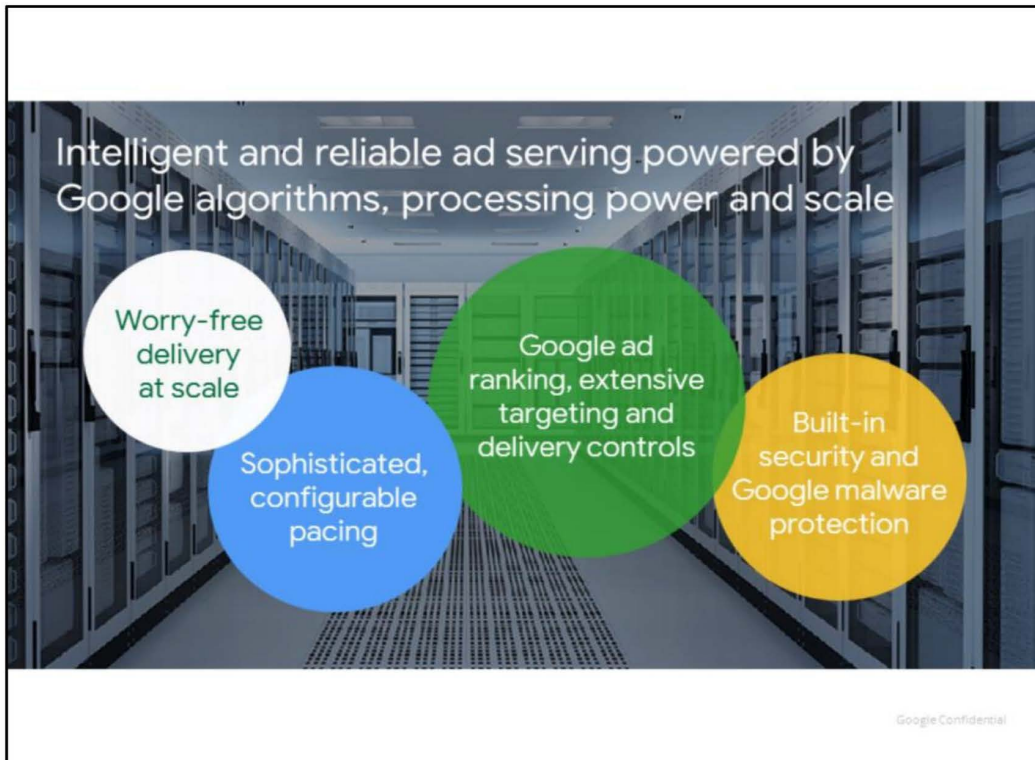 Intelligent and reliable ad serving powered by
Google algorithms, processing power and scale
Worry-free
delivery
at scale
Sophisticated,
configurable
pacing
Google ad
ranking, extensive
targeting and
delivery controls
Built-in
security and
Google malware
protection
Google Confidential